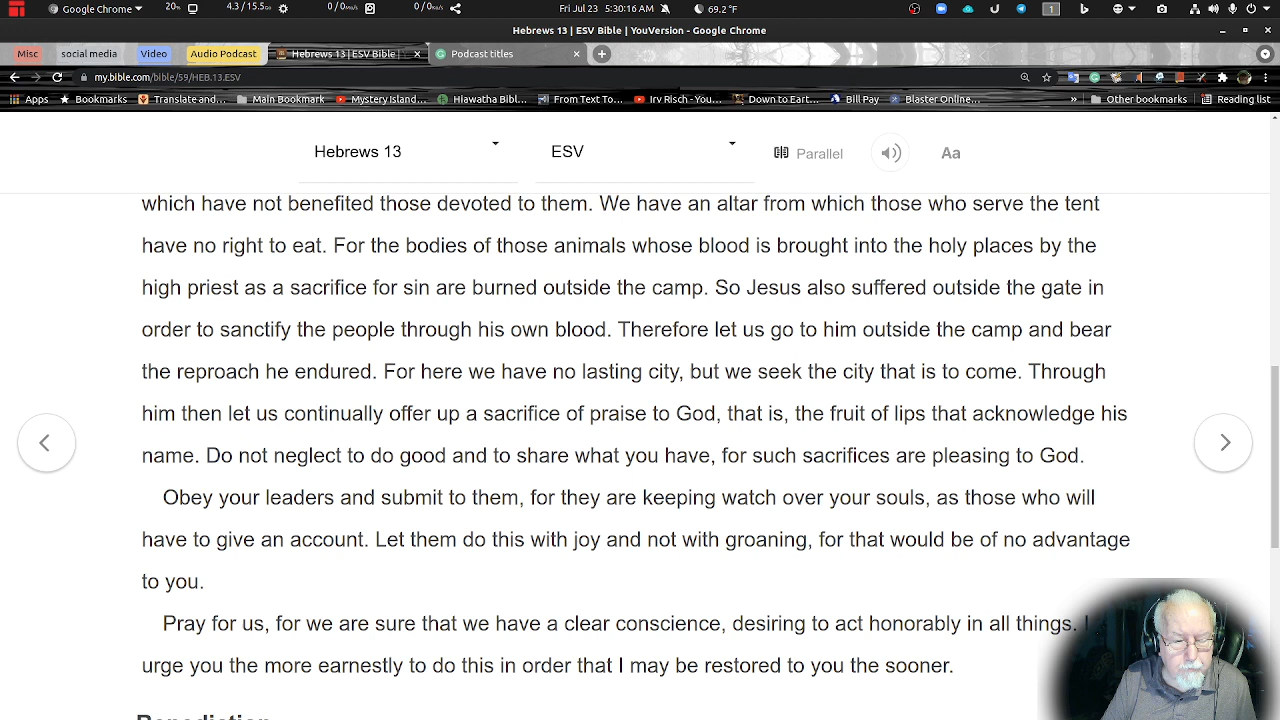 Google Chrome 20% 4.3 / 15.5GB 0 / 0MB/s 0 / 0MB/s Fri Jul 23 5:30:16 AM 69.2 °F 1
Hebrews 13 | ESV Bible | YouVersion - Google Chrome
Misc social media Video Audio Podcast Hebrews 13 | ESV Bible | Podcast titles
my.bible.com/bible/59/HEB.13.ESV
Apps Bookmarks Translate and... Main Bookmark Mystery Island... Hiawatha Bibl... From Text To... Irv Risch - You... Down to Eart... Bill Pay Blaster Online... » Other bookmarks Reading list
Hebrews 13 ESV Parallel Aa
which have not benefited those devoted to them. We have an altar from which those who serve the tent
have no right to eat. For the bodies of those animals whose blood is brought into the holy places by the
high priest as a sacrifice for sin are burned outside the camp. So Jesus also suffered outside the gate in
order to sanctify the people through his own blood. Therefore let us go to him outside the camp and bear
the reproach he endured. For here we have no lasting city, but we seek the city that is to come. Through
him then let us continually offer up a sacrifice of praise to God, that is, the fruit of lips that acknowledge his
name. Do not neglect to do good and to share what you have, for such sacrifices are pleasing to God.
Obey your leaders and submit to them, for they are keeping watch over your souls, as those who will
have to give an account. Let them do this with joy and not with groaning, for that would be of no advantage
to you.
Pray for us, for we are sure that we have a clear conscience, desiring to act honorably in all things. I
urge you the more earnestly to do this in order that I may be restored to you the sooner.
Benediction